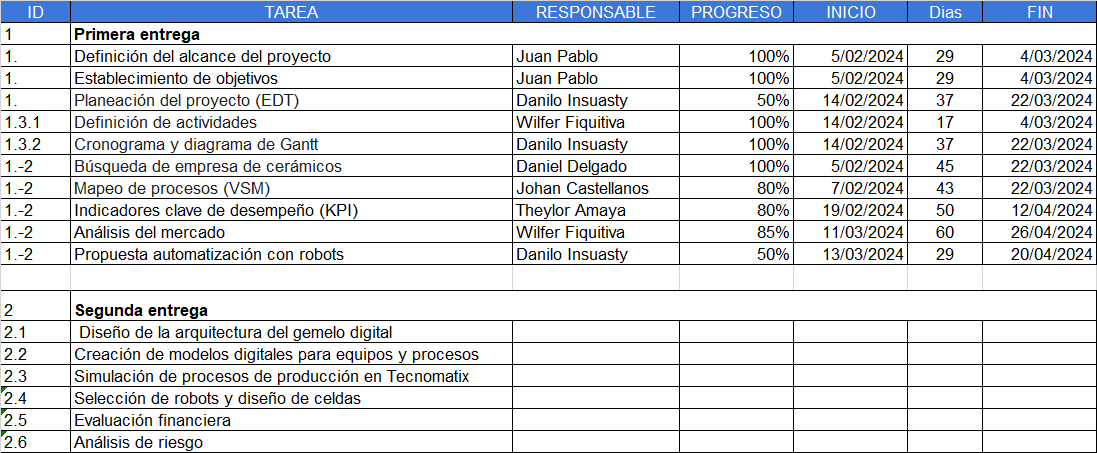 ID TAREA RESPONSABLE PROGRESO INICIO Dias FIN
1 Primera entrega
1. Definición del alcance del proyecto Juan Pablo 100% 5/02/2024 29 4/03/2024
1. Establecimiento de objetivos Juan Pablo 100% 5/02/2024 29 4/03/2024
1. Planeación del proyecto (EDT) Danilo Insuasty 50% 14/02/2024 37 22/03/2024
1.3.1 Definición de actividades Wilfer Fiquitiva 100% 14/02/2024 17 4/03/2024
1.3.2 Cronograma y diagrama de Gantt Danilo Insuasty 100% 14/02/2024 37 22/03/2024
1.-2 Búsqueda de empresa de cerámicos Daniel Delgado 100% 5/02/2024 45 22/03/2024
1.-2 Mapeo de procesos (VSM) Johan Castellanos 80% 7/02/2024 43 22/03/2024
1.-2 Indicadores clave de desempeño (KPI) Theylor Amaya 80% 19/02/2024 50 12/04/2024
1.-2 Análisis del mercado Wilfer Fiquitiva 85% 11/03/2024 60 26/04/2024
1.-2 Propuesta automatización con robots Danilo Insuasty 50% 13/03/2024 29 20/04/2024
2 Segunda entrega
2.1 Diseño de la arquitectura del gemelo digital
2.2 Creación de modelos digitales para equipos y procesos
2.3 Simulación de procesos de producción en Tecnomatix
2.4 Selección de robots y diseño de celdas
2.5 Evaluación financiera
2.6 Análisis de riesgo